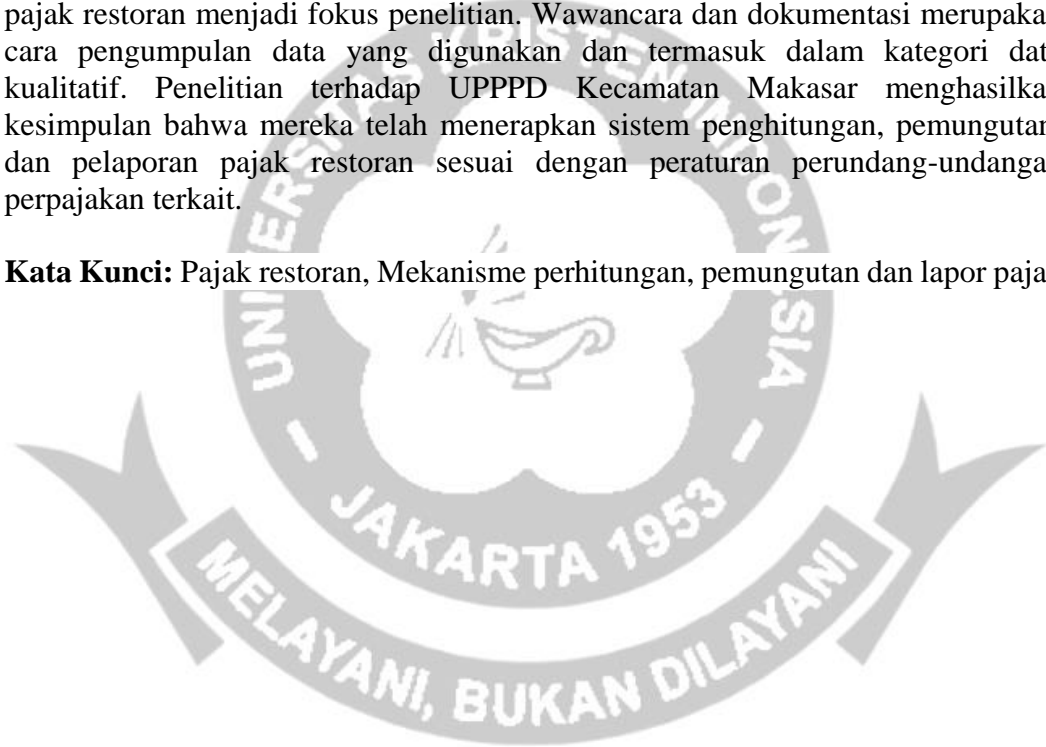 pajak restoran menjadi fokus penelitian. Wawancara dan dokumentasi merupaka
cara pengumpulan data yang digunakan dan termasuk dalam kategori dat
kualitatif. Penelitian terhadap UPPPD Kecamatan Makasar menghasilka
kesimpulan bahwa mereka telah menerapkan sistem penghitungan, pemungutan
dan pelaporan pajak restoran sesuai dengan peraturan perundang-undanga
perpajakan terkait.
Kata Kunci: Pajak restoran, Mekanisme perhitungan, pemungutan dan lapor paja
UNIVERSITAS KRISTEN INDONESIA
JAKARTA 1953
MELAYANI, BUKAN DILAYANI